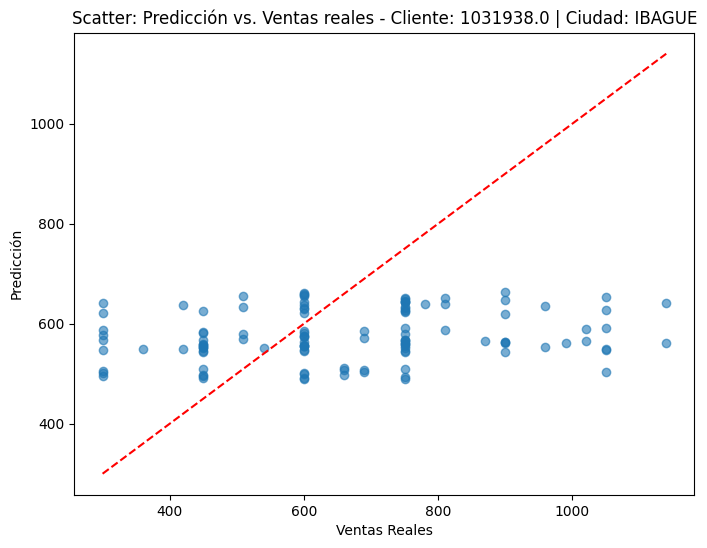 Scatter: Predicción vs. Ventas reales - Cliente: 1031938.0 | Ciudad: IBAGUE
1000
800
600
400
Predicción
400 600 800 1000
Ventas Reales